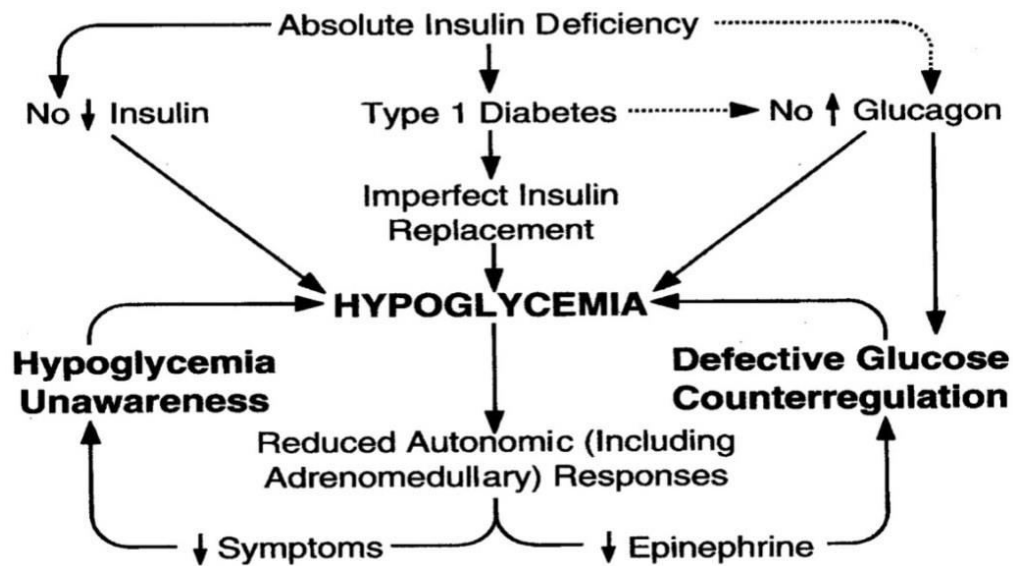 Absolute Insulin Deficiency
No ↓ Insulin
Type 1 Diabetes
No ↑ Glucagon
Imperfect Insulin
Replacement
HYPOGLYCEMIA
Hypoglycemia
Unawareness
Defective Glucose
Counterregulation
Reduced Autonomic (Including
Adrenomedullary) Responses
↓ Symptoms
↓ Epinephrine